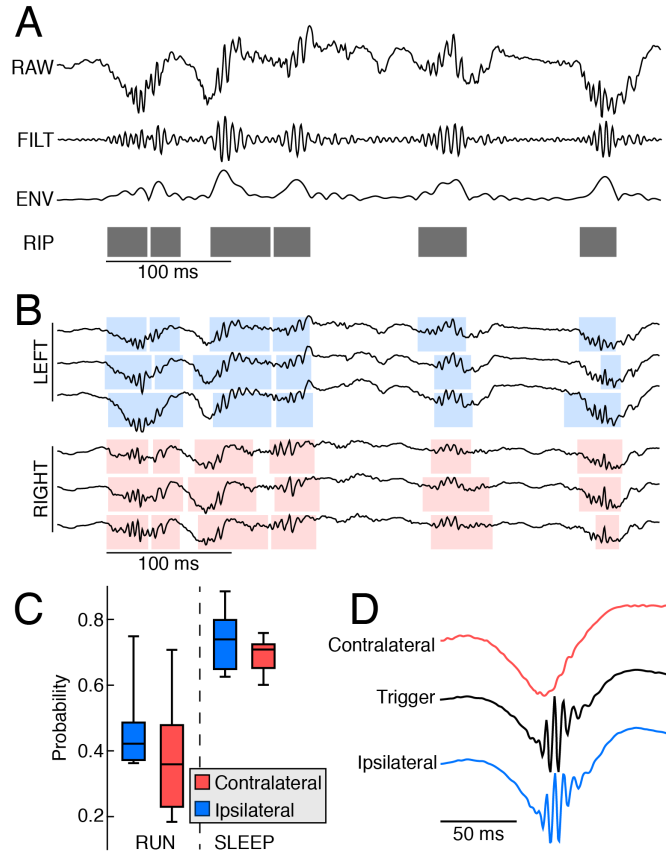 A
RAW
FILT
ENV
RIP
100 ms
B
LEFT
RIGHT
100 ms
C
Probability
0.8
0.6
0.4
0.2
RUN
SLEEP
Contralateral
Ipsilateral
D
Contralateral
Trigger
Ipsilateral
50 ms